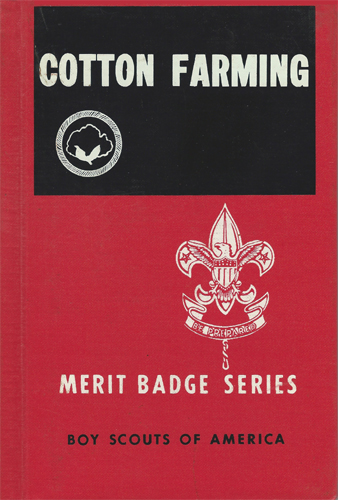 COTTON FARMING
BE PREPARED
MERIT BADGE SERIES
BOY SCOUTS OF AMERICA